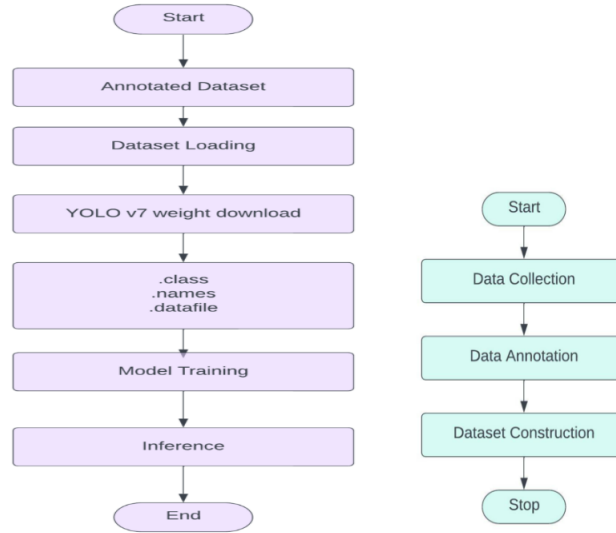 Start
Annotated Dataset
Dataset Loading
YOLO v7 weight download
.class
.names
.datafile
Model Training
Inference
End
Start
Data Collection
Data Annotation
Dataset Construction
Stop